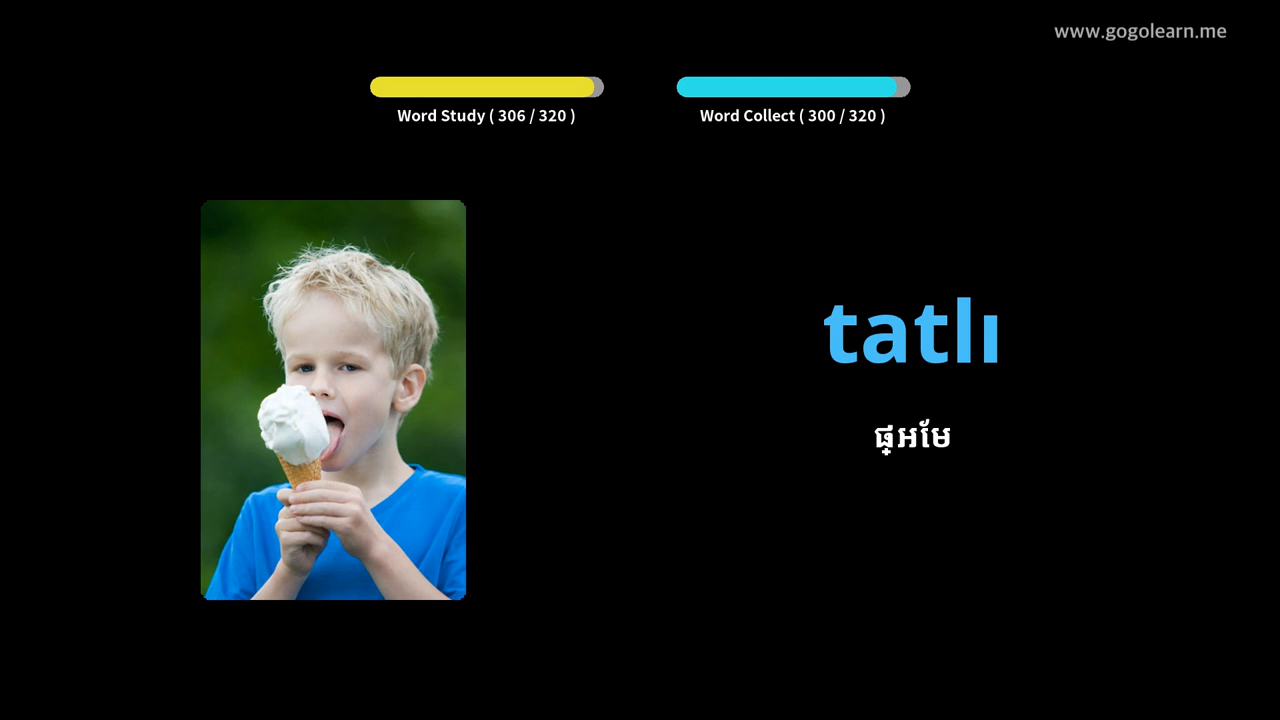 www.gogolearn.me
Word Study ( 306 / 320 )
Word Collect ( 300 / 320 )
tatlı
ផ្អែម